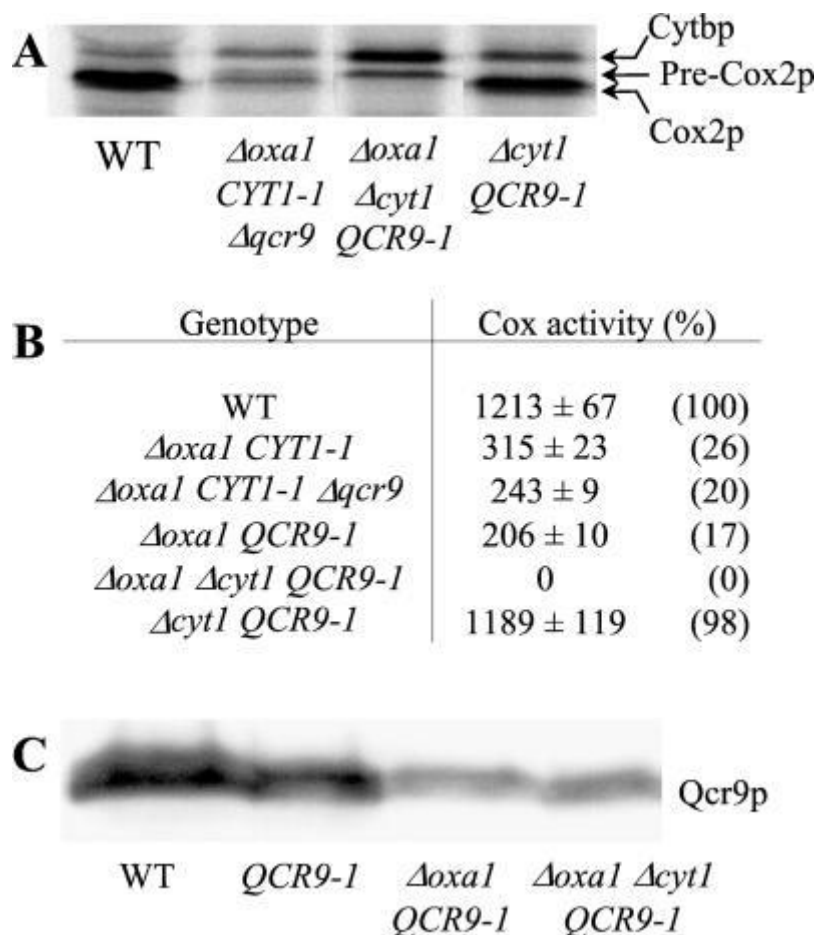 A
Cytbp
Pre-Cox2p
Cox2p
WT Δoxa1 Δoxa1 Δcyt1
CYT1-1 Δcyt1 QCR9-1
Δqcr9 QCR9-1
B
Genotype Cox activity (%)
WT 1213 ± 67 (100)
Δoxa1 CYT1-1 315 ± 23 (26)
Δoxa1 CYT1-1 Δqcr9 243 ± 9 (20)
Δoxa1 QCR9-1 206 ± 10 (17)
Δoxa1 Δcyt1 QCR9-1 0 (0)
Δcyt1 QCR9-1 1189 ± 119 (98)
C
Qcr9p
WT QCR9-1 Δoxa1 Δoxa1 Δcyt1
QCR9-1 QCR9-1